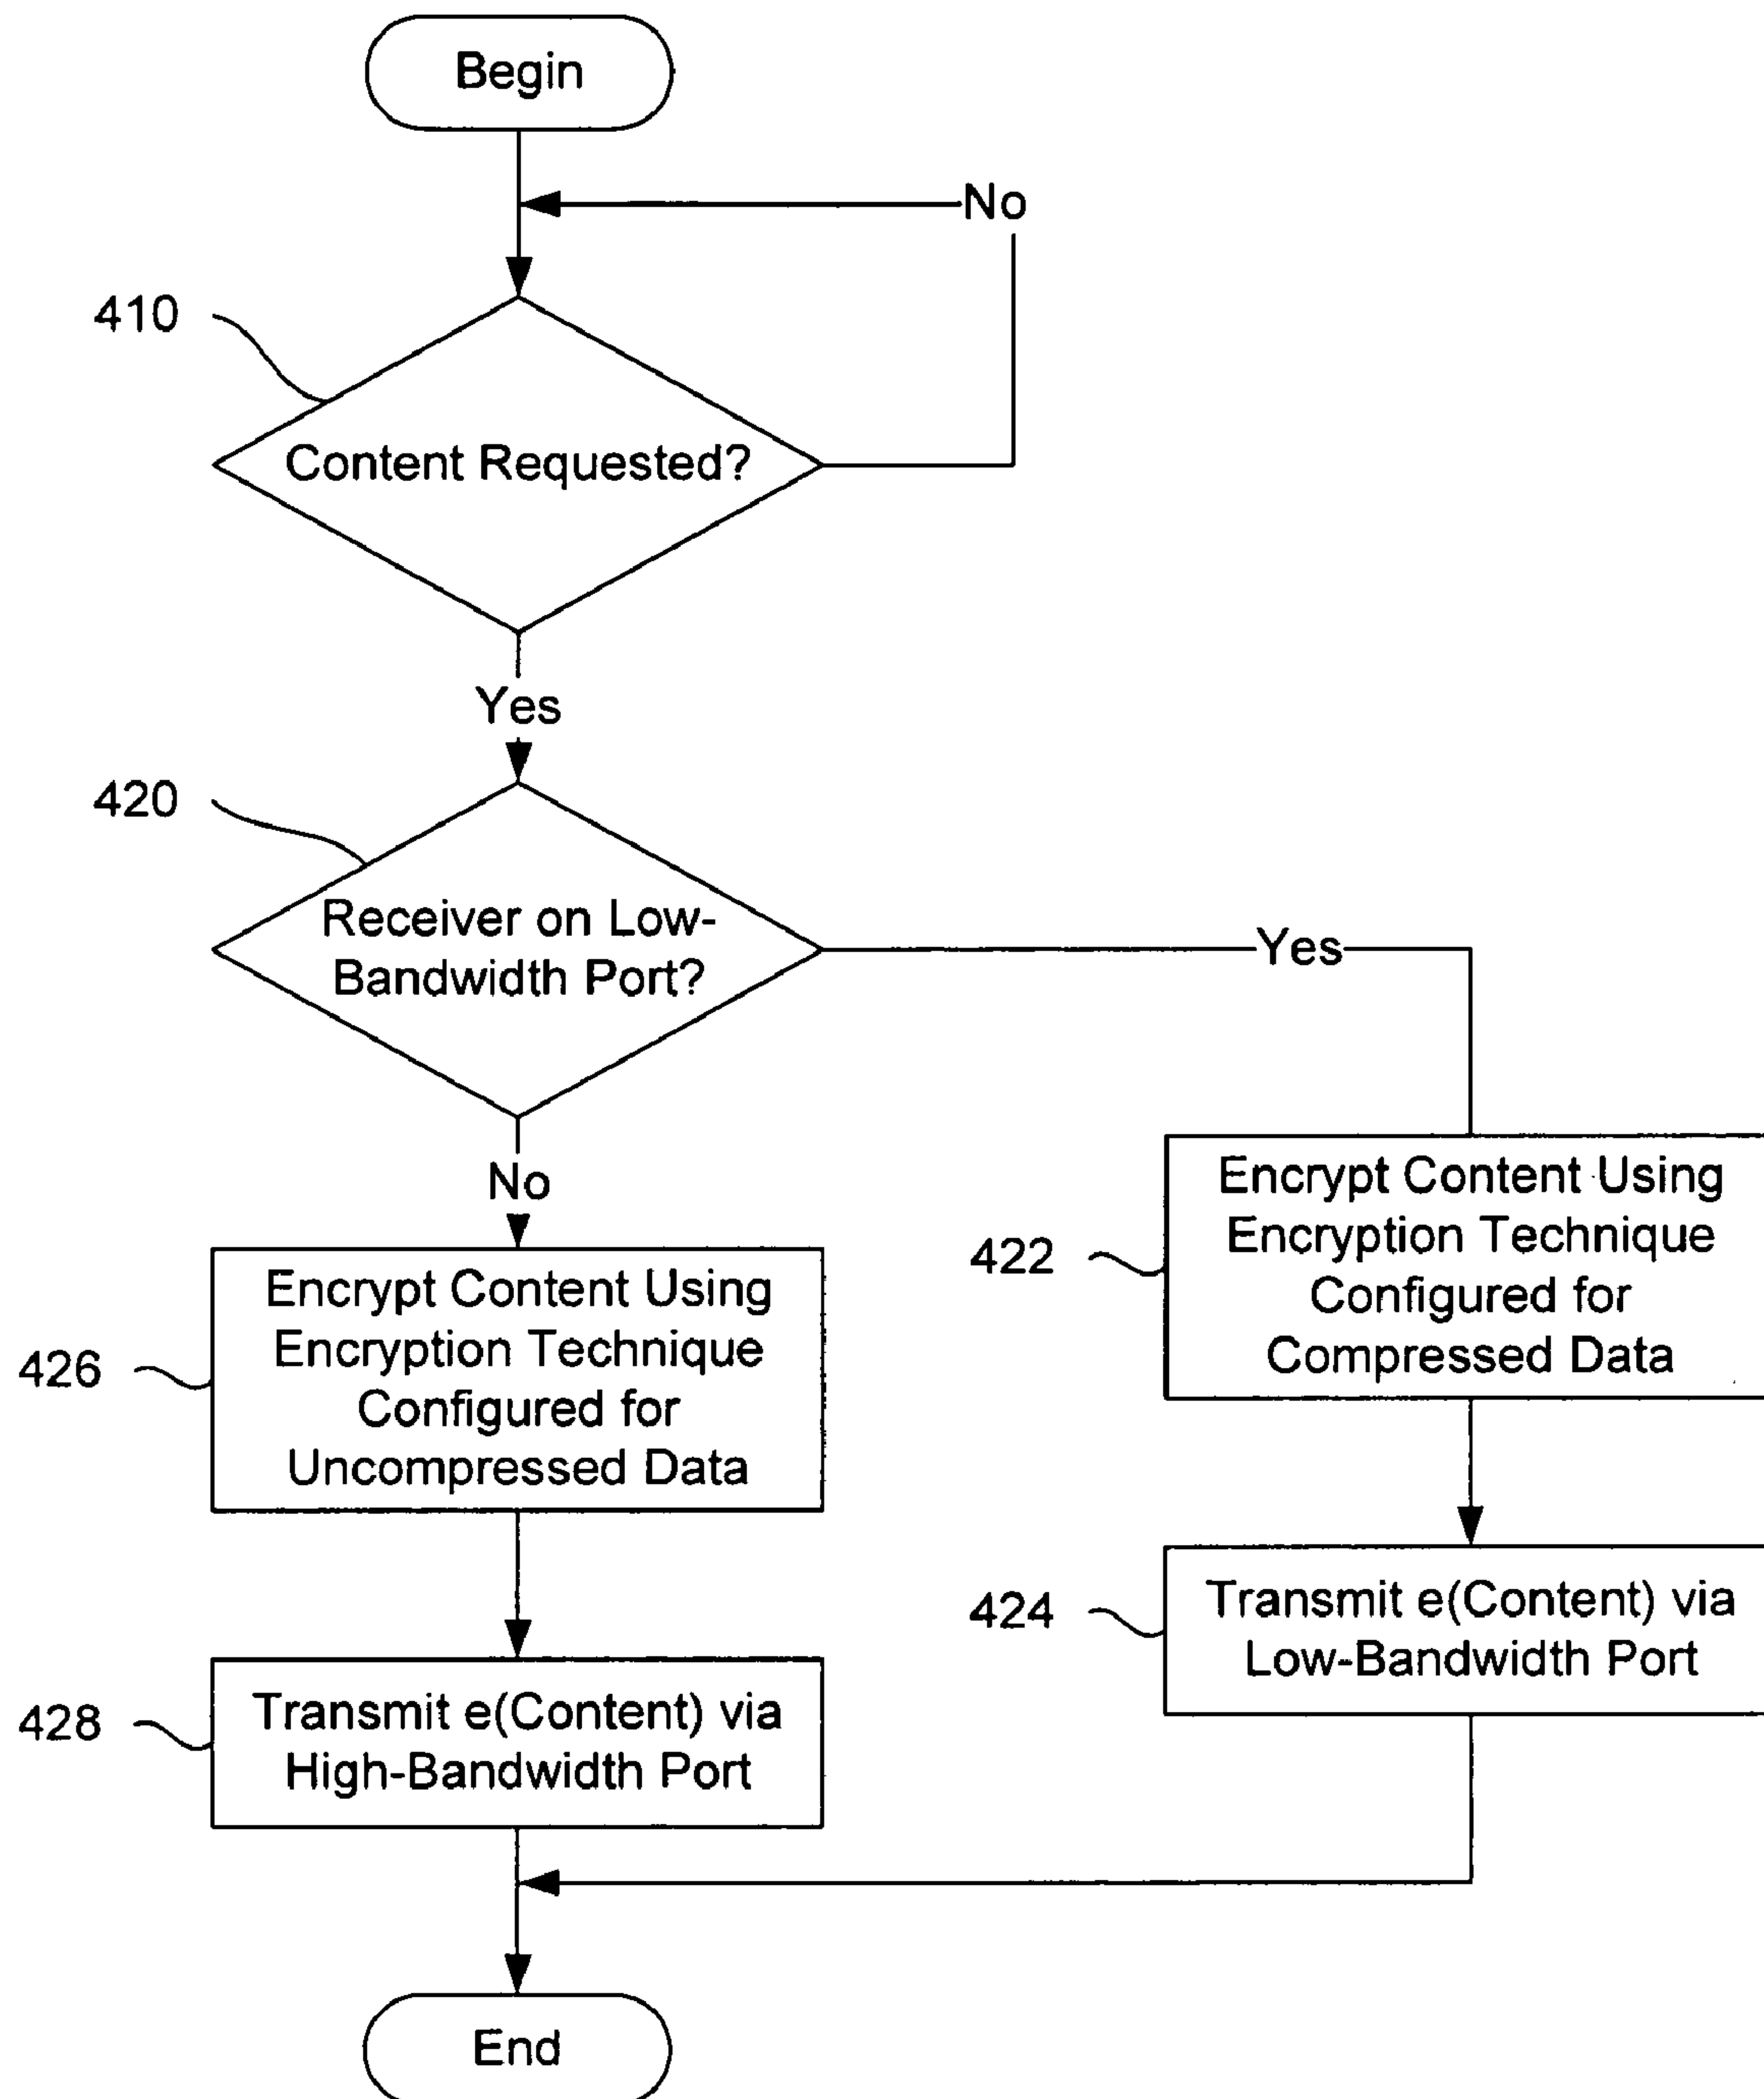 Begin
No
410
Content Requested?
Yes
420
Receiver on Low-
Bandwidth Port?
Yes
No
Encrypt Content Using
Encryption Technique
Configured for
Compressed Data
422
Encrypt Content Using
Encryption Technique
Configured for
Uncompressed Data
426
Transmit e(Content) via
Low-Bandwidth Port
424
Transmit e(Content) via
High-Bandwidth Port
428
End